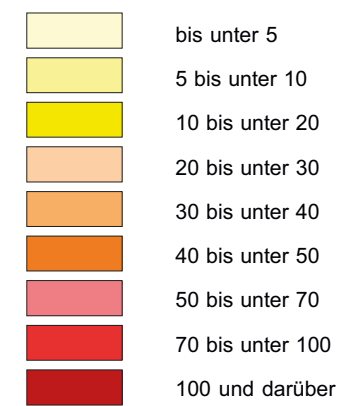 bis unter 5
5 bis unter 10
10 bis unter 20
20 bis unter 30
30 bis unter 40
40 bis unter 50
50 bis unter 70
70 bis unter 100
100 und darüber